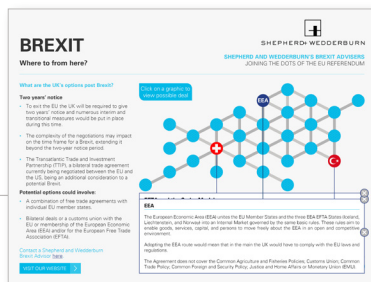 BREXIT
Where to from here?
SHEPHERD+ WEDDERBURN
SHEPHERD AND WEDDERBURN'S BREXIT ADVISERS
JOINING THE DOTS OF THE EU REFERENDUM
What are the UK's options post Brexit?
Two years' notice
To exit the EU the UK will be required to give
two years' notice and numerous interim and
transitional measures would be put in place
during this time.
The complexity of the negotiations may impact
on the time frame for a Brexit, extending it
beyond the two-year notice period.
The Transatlantic Trade and Investment
Partnership (TTIP), a bilateral trade agreement
currently being negotiated between the EU and
the US, being an additional consideration to a
potential Brexit.
Potential options could involve:
A combination of free trade agreements with
individual EU member states.
Bilateral deals or a customs union with the
EU or membership of the European Economic
Area (EEA) and/or for the European Free Trade
Association (EFTA).
Contact a Shepherd and Wedderburn
Brexit Advisor here.
VISIT OUR WEBSITE
Click on a graphic to
view possible deal
EEA
EEA
The European Economic Area (EEA) unites the EU Member States and the three EEA EFTA States (Iceland,
Liechtenstein, and Norway) into an Internal Market governed by the same basic rules. These rules aim to
enable goods, services, capital, and persons to move freely about the EEA in an open and competitive
environment.
Adopting the EEA route would mean that in the main the UK would have to comply with the EU laws and
regulations.
The Agreement does not cover the Common Agriculture and Fisheries Policies, Customs Union, Common
Trade Policy, Common Foreign and Security Policy, Justice and Home Affairs or Monetary Union (EMU).